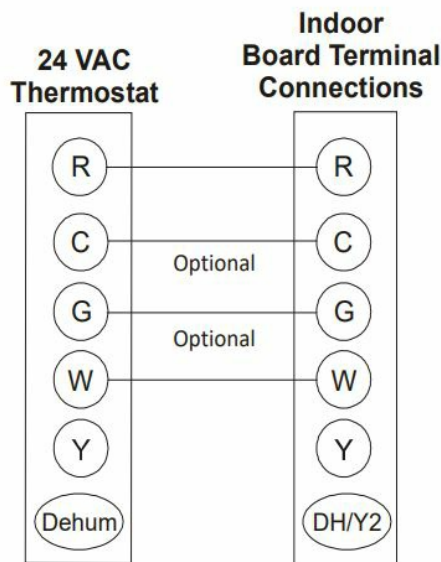 24 VAC
Thermostat
Indoor
Board Terminal
Connections
R R
C C
Optional
G G
Optional
W W
Y Y
Dehum DH/Y2